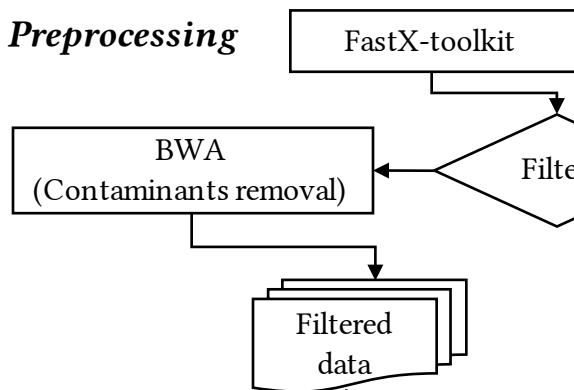 Preprocessing
FastX-toolkit
BWA
(Contaminants removal)
Filtered
data